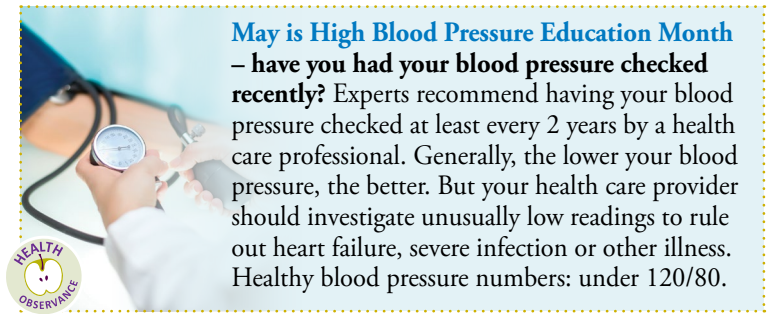 May is High Blood Pressure Education Month
– have you had your blood pressure checked
recently? Experts recommend having your blood
pressure checked at least every 2 years by a health
care professional. Generally, the lower your blood
pressure, the better. But your health care provider
should investigate unusually low readings to rule
out heart failure, severe infection or other illness.
Healthy blood pressure numbers: under 120/80.
HEALTH
OBSERVANCE